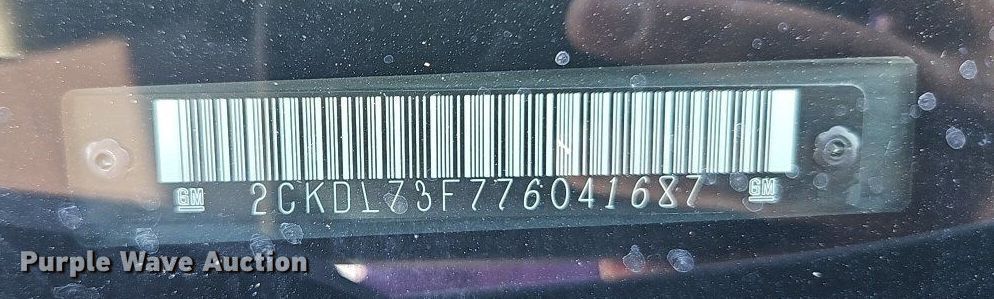 GM 2CKDL73F776041687 GM
Purple Wave Auction